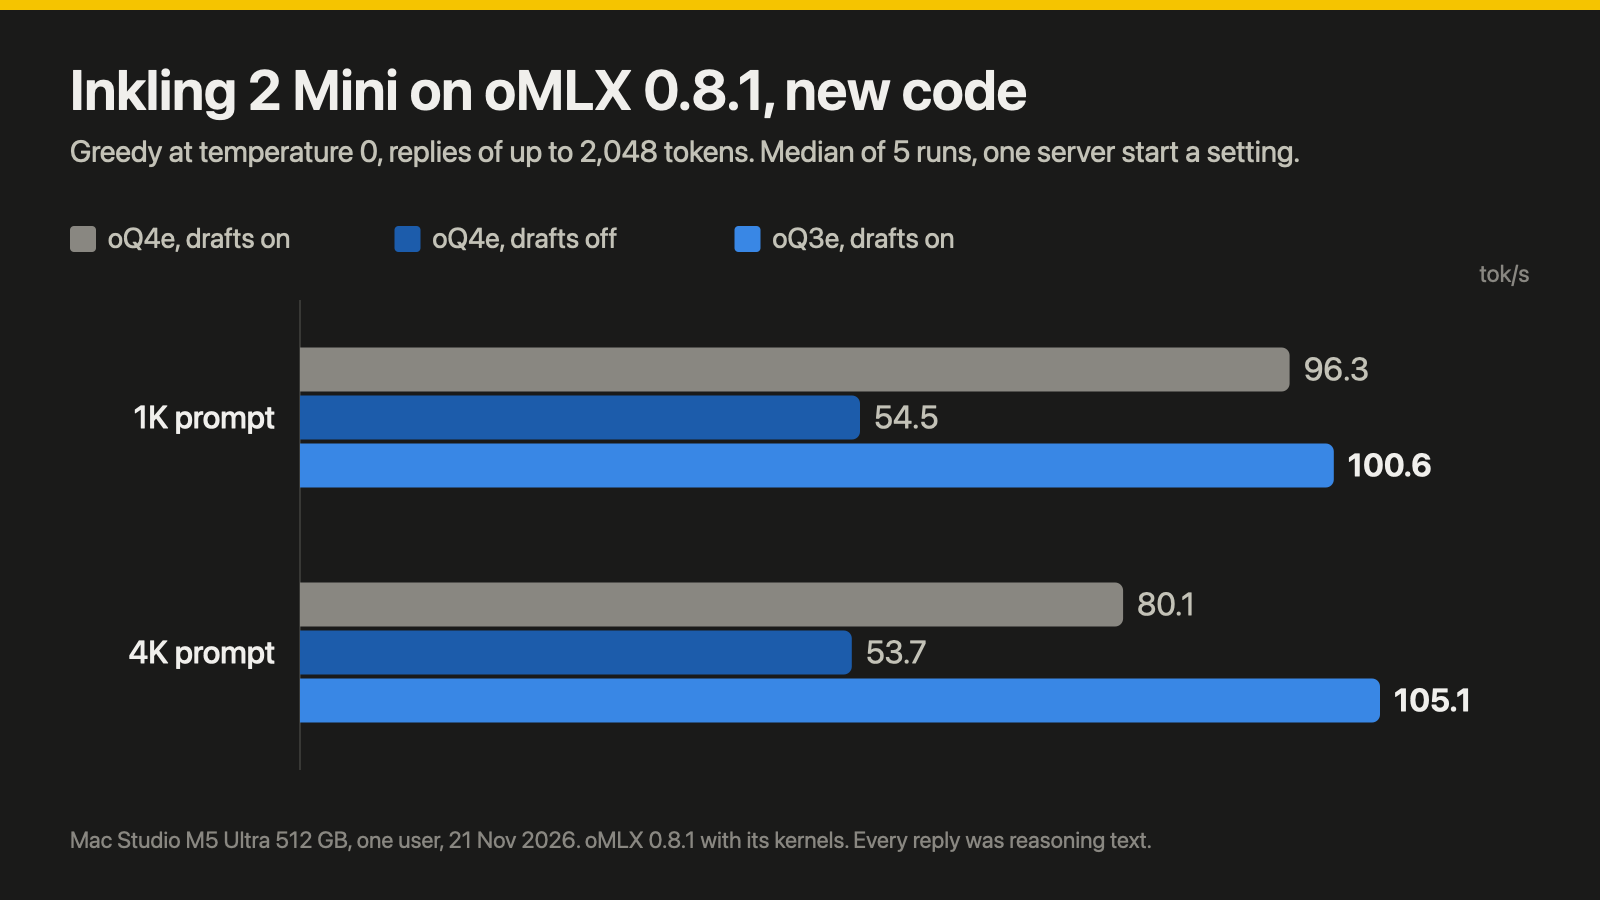 Inkling 2 Mini on oMLX 0.8.1, new code
Greedy at temperature 0, replies of up to 2,048 tokens. Median of 5 runs, one server start a setting.
oQ4e, drafts on
oQ4e, drafts off
oQ3e, drafts on
tok/s
96.3
1K prompt
54.5
100.6
80.1
4K prompt
53.7
105.1
Mac Studio M5 Ultra 512 GB, one user, 21 Nov 2026. oMLX 0.8.1 with its kernels. Every reply was reasoning text.